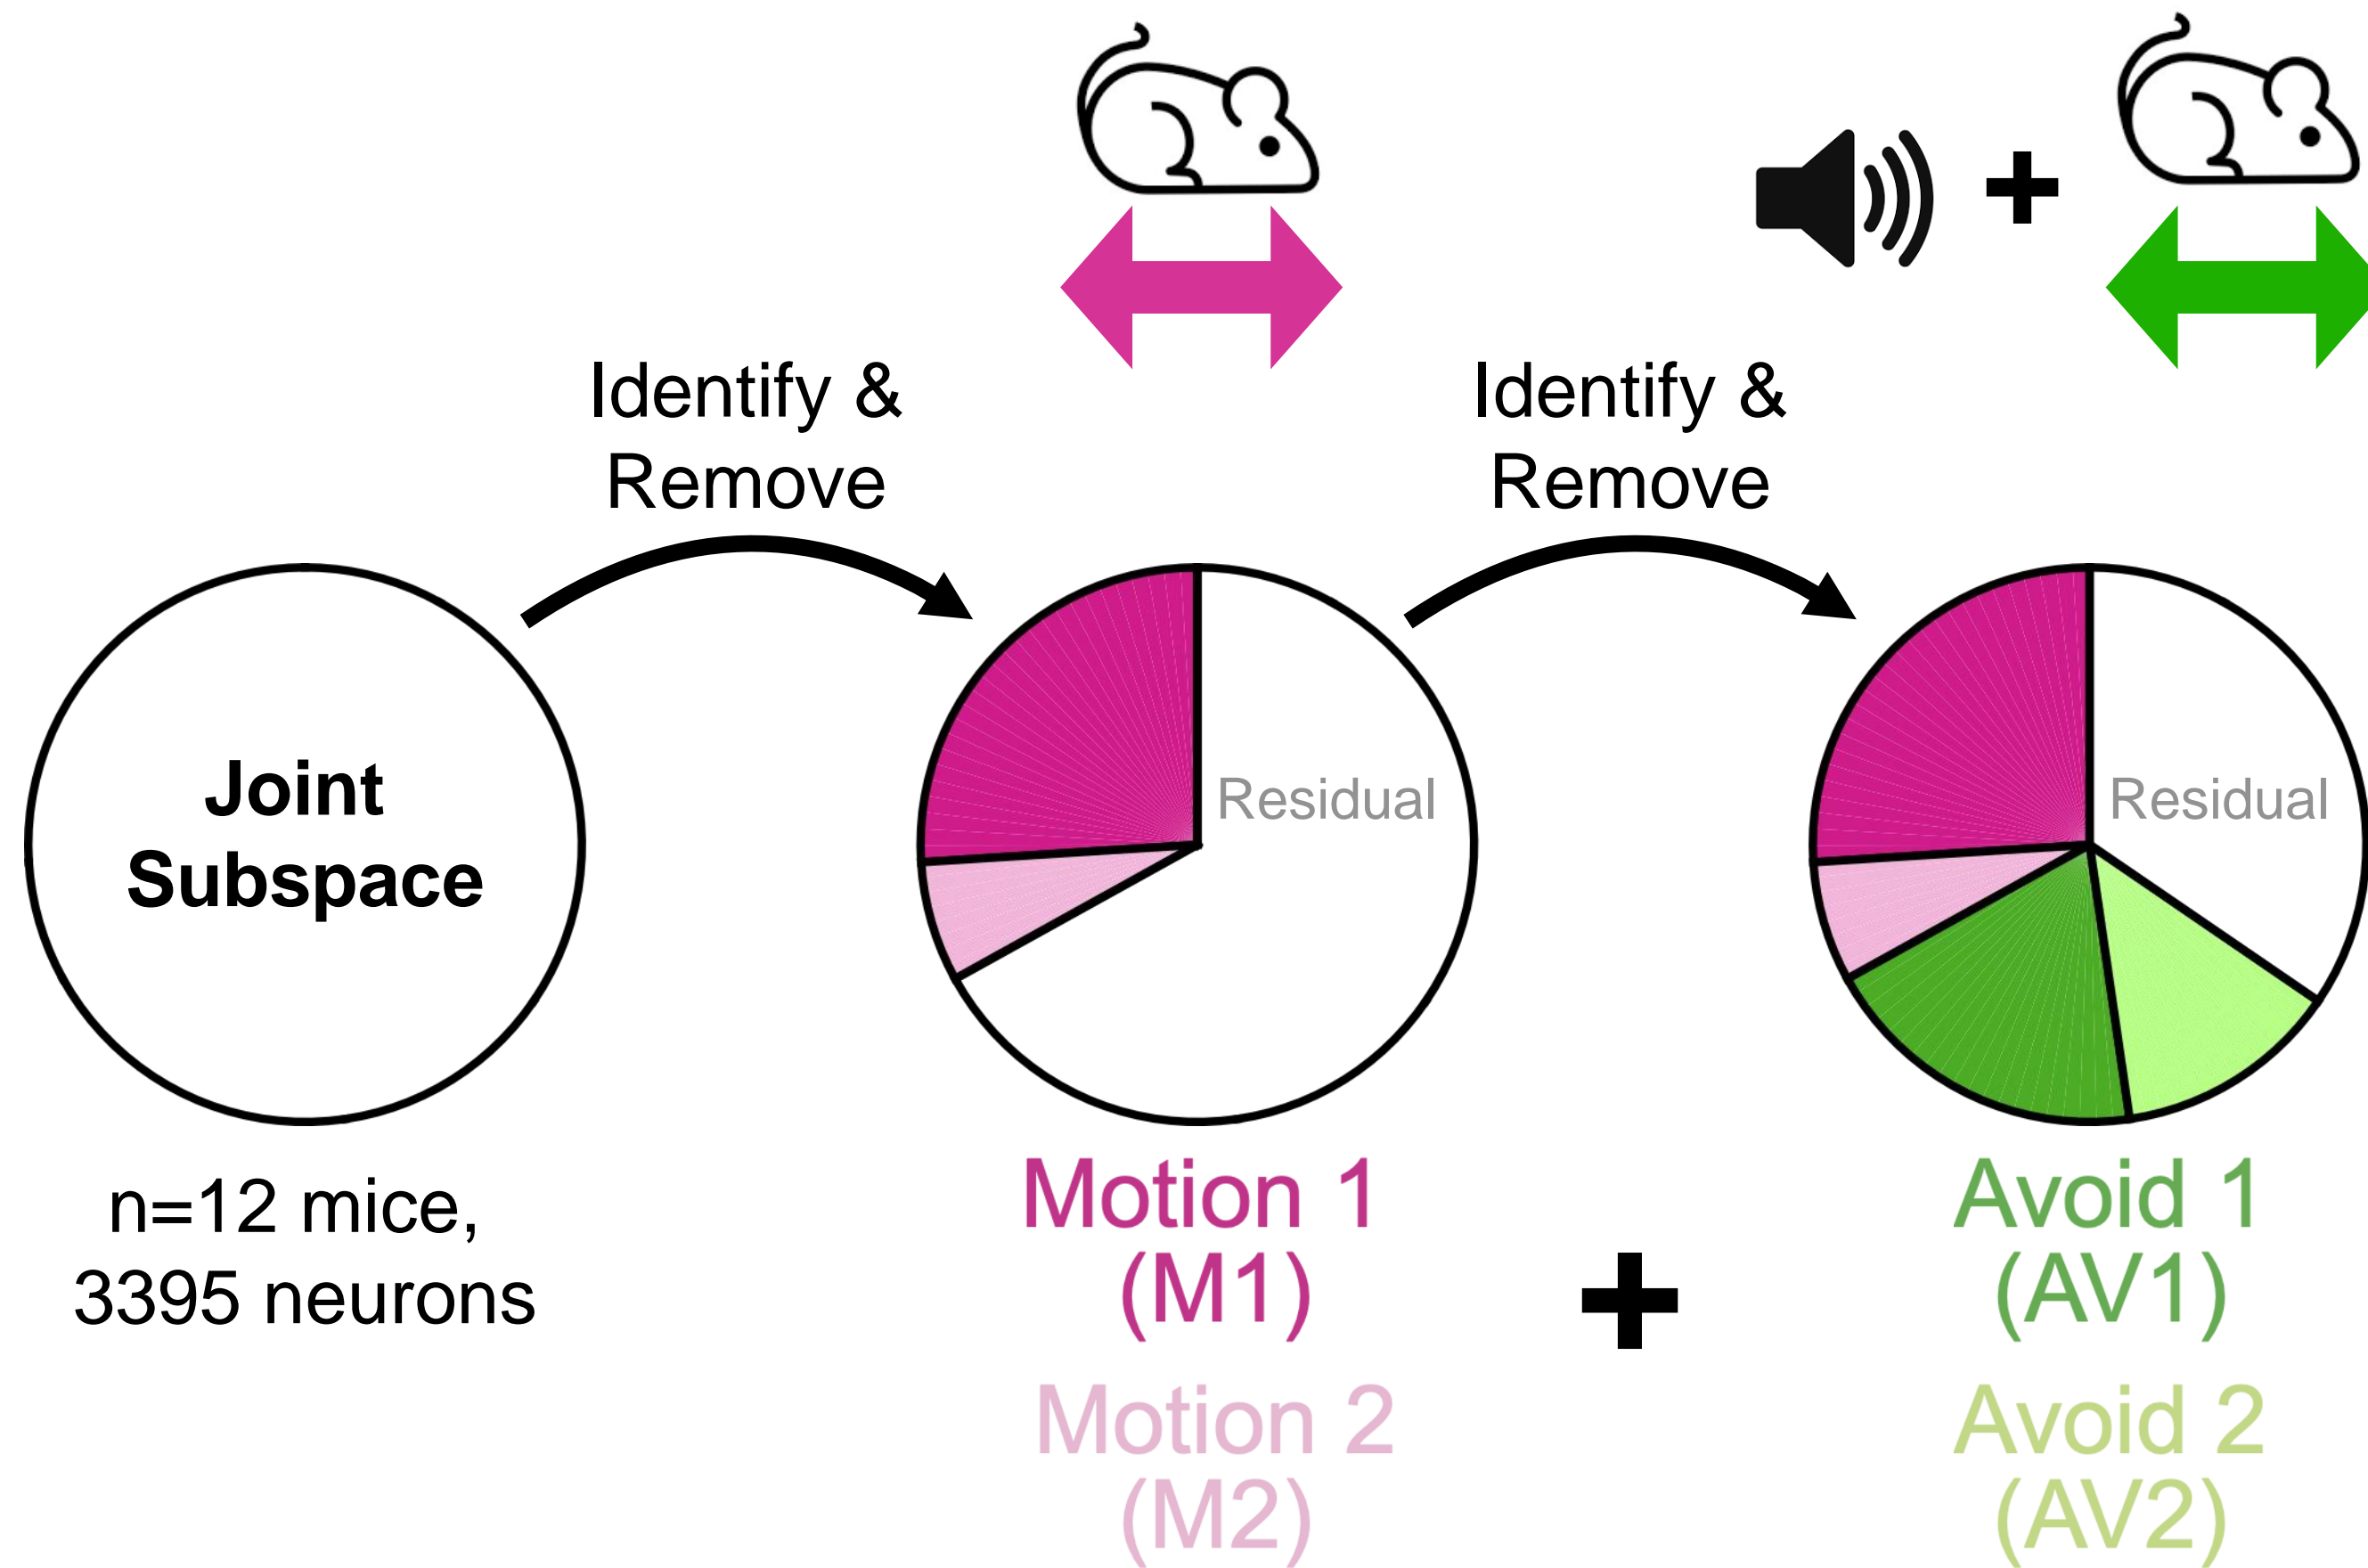 Identify &
Remove
Identify &
Remove
Joint
Subspace
Residual
Residual
n=12 mice,
3395 neurons
Motion 1
(M1)
Motion 2
(M2)
+
Avoid 1
(AV1)
Avoid 2
(AV2)